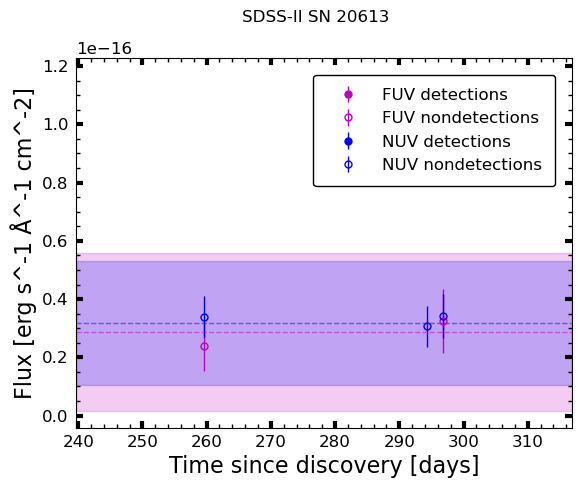 SDSS-II SN 20613
1e−16
1.2
1.0
0.8
0.6
0.4
0.2
0.0
Flux [erg s^-1 Å^-1 cm^-2]
FUV detections
FUV nondetections
NUV detections
NUV nondetections
240 250 260 270 280 290 300 310
Time since discovery [days]